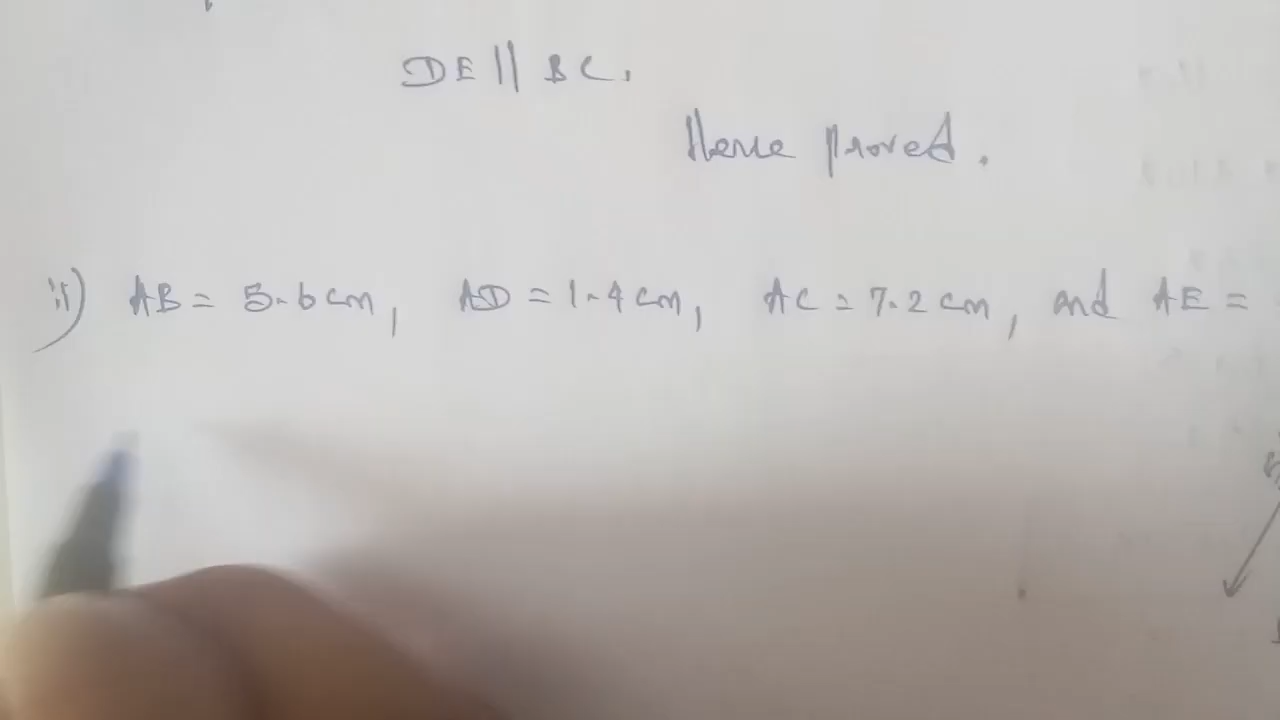 DE || BC.
Hence proved.
ii) AB = 5.6 cm, AD = 1.4 cm, AC = 7.2 cm, and AE =